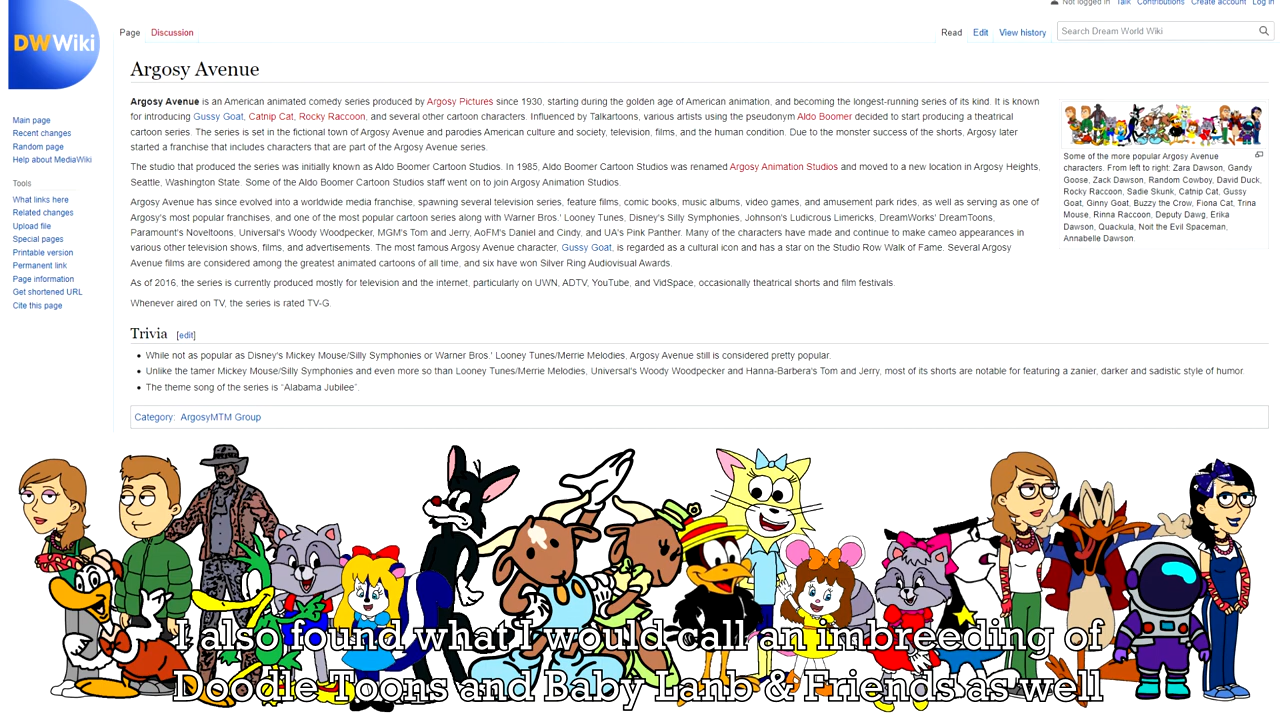 Not logged in Talk Contributions Create account Log in
DWWiki
Page Discussion Read Edit View history Search Dream World Wiki
Argosy Avenue
Argosy Avenue is an American animated comedy series produced by Argosy Pictures since 1930, starting during the golden age of American animation, and becoming the longest-running series of its kind. It is known
for introducing Gussy Goat, Catnip Cat, Rocky Raccoon, and several other cartoon characters. Influenced by Talkartoons, various artists using the pseudonym Aldo Boomer decided to start producing a theatrical
cartoon series. The series is set in the fictional town of Argosy Avenue and parodies American culture and society, television, films, and the human condition. Due to the monster success of the shorts, Argosy later
started a franchise that includes characters that are part of the Argosy Avenue series.
The studio that produced the series was initially known as Aldo Boomer Cartoon Studios. In 1985, Aldo Boomer Cartoon Studios was renamed Argosy Animation Studios and moved to a new location in Argosy Heights,
Seattle, Washington State. Some of the Aldo Boomer Cartoon Studios staff went on to join Argosy Animation Studios.
Argosy Avenue has since evolved into a worldwide media franchise, spawning several television series, feature films, comic books, music albums, video games, and amusement park rides, as well as serving as one of
Argosy's most popular franchises, and one of the most popular cartoon series along with Warner Bros.' Looney Tunes, Disney's Silly Symphonies, Johnson's Ludicrous Limericks, DreamWorks' DreamToons,
Paramount's Noveltoons, Universal's Woody Woodpecker, MGM's Tom and Jerry, AoFM's Daniel and Cindy, and UA's Pink Panther. Many of the characters have made and continue to make cameo appearances in
various other television shows, films, and advertisements. The most famous Argosy Avenue character, Gussy Goat, is regarded as a cultural icon and has a star on the Studio Row Walk of Fame. Several Argosy
Avenue films are considered among the greatest animated cartoons of all time, and six have won Silver Ring Audiovisual Awards.
As of 2016, the series is currently produced mostly for television and the internet, particularly on UWN, ADTV, YouTube, and VidSpace, occasionally theatrical shorts and film festivals.
Whenever aired on TV, the series is rated TV-G.
Trivia [edit]
While not as popular as Disney's Mickey Mouse/Silly Symphonies or Warner Bros.' Looney Tunes/Merrie Melodies, Argosy Avenue still is considered pretty popular.
Unlike the tamer Mickey Mouse/Silly Symphonies and even more so than Looney Tunes/Merrie Melodies, Universal's Woody Woodpecker and Hanna-Barbera's Tom and Jerry, most of its shorts are notable for featuring a zanier, darker and sadistic style of humor.
The theme song of the series is "Alabama Jubilee".
Category: ArgosyMTM Group
Some of the more popular Argosy Avenue
characters. From left to right: Zara Dawson, Gandy
Goose, Zack Dawson, Random Cowboy, David Duck,
Rocky Raccoon, Sadie Skunk, Catnip Cat, Gussy
Goat, Ginny Goat, Buzzy the Crow, Fiona Cat, Trina
Mouse, Rinna Raccoon, Deputy Dawg, Erika
Dawson, Quackula, Noit the Evil Spaceman,
Annabelle Dawson.
Main page
Recent changes
Random page
Help about MediaWiki
Tools
What links here
Related changes
Upload file
Special pages
Printable version
Permanent link
Page information
Get shortened URL
Cite this page
I also found what I would call an imbreeding of
Doodle Toons and Baby Lanb & Friends as well